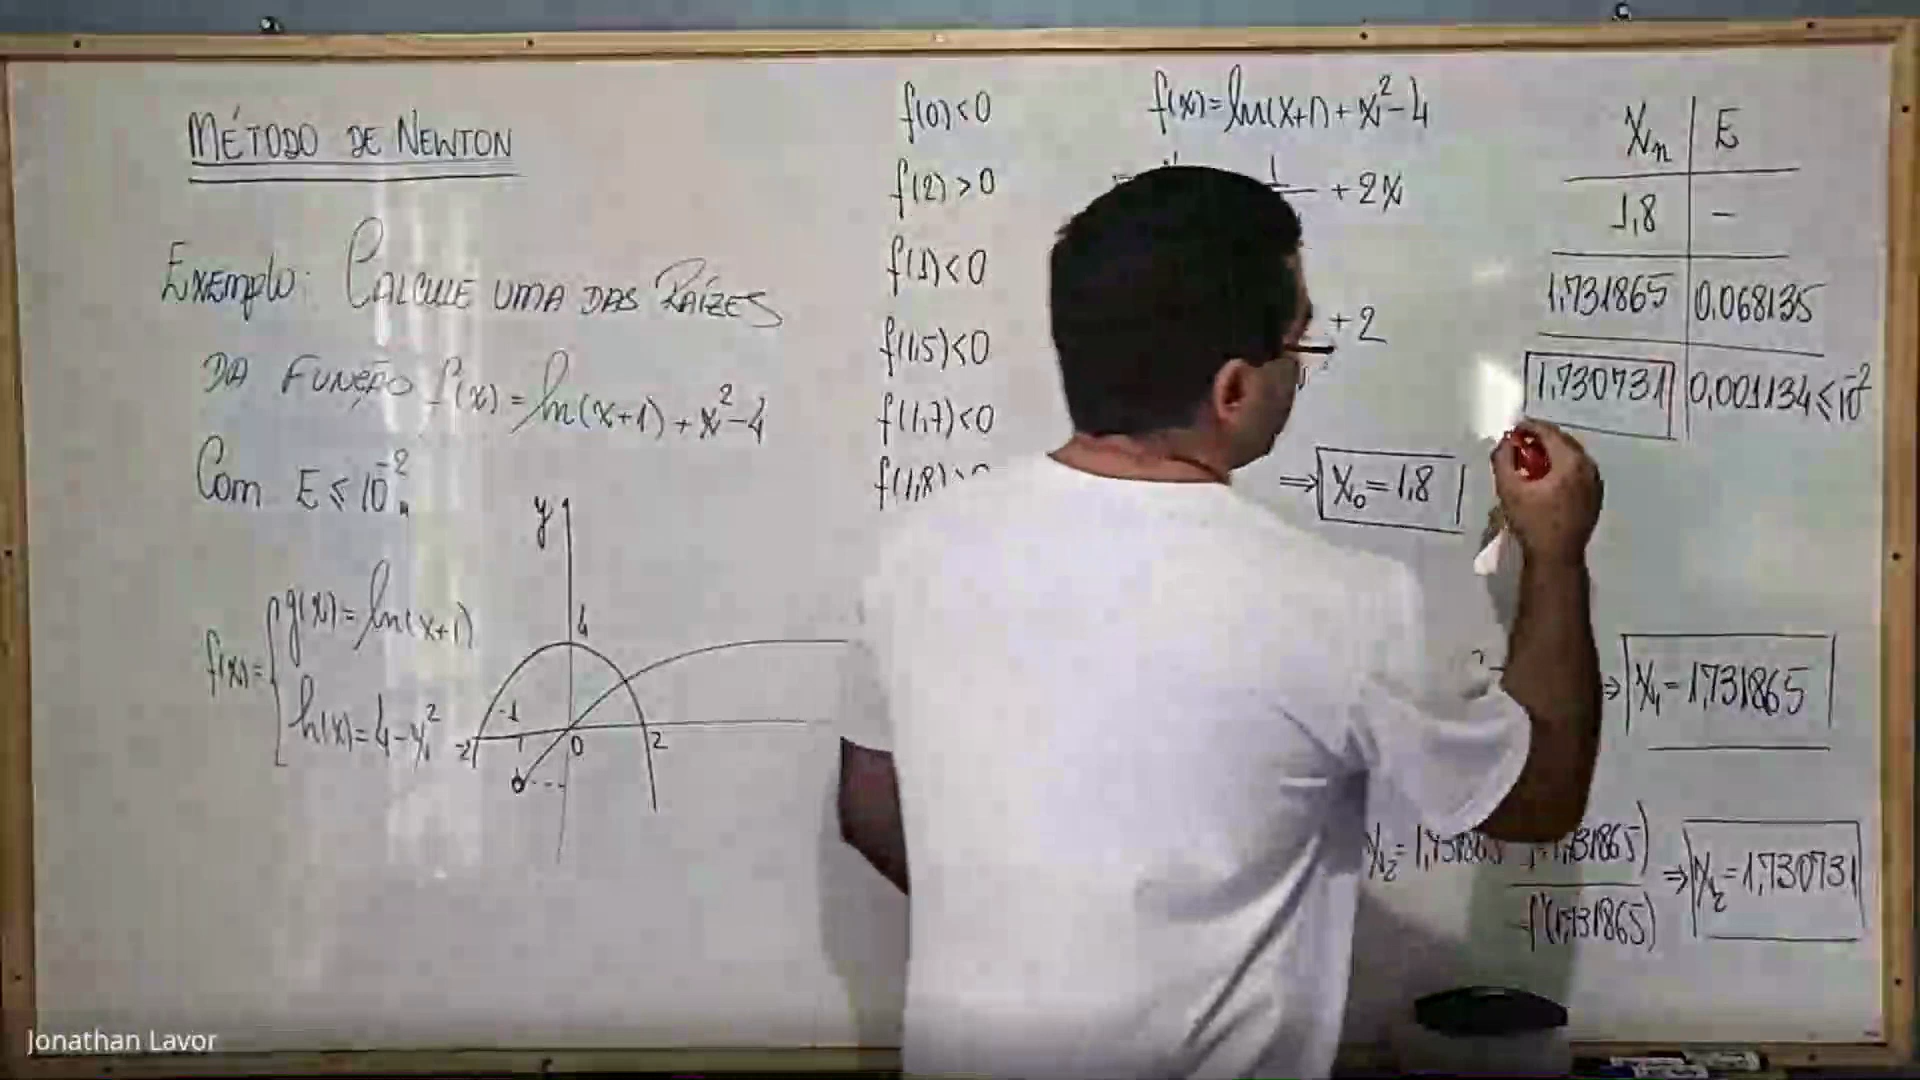 MÉTODO DE NEWTON
Exemplo: CALCULE UMA DAS RAÍZES
DA FUNÇÃO f(x) = ln(x+1) + x²-4
Com E ≤ 10⁻².
f(x)=
g(x) = ln(x+1)
h(x) = 4-x²
y
4
-1
-2
0
2
f(0)<0
f(2)>0
f(1)<0
f(1,5)<0
f(1,7)<0
f(1,8)
f(x) = ln(x+1) + x²-4
+ 2x
+ 2
⇒ X₀ = 1,8
Xn | E
1,8 | -
1,731865 | 0,068135
1,730731 | 0,001134 ≤ 10⁻²
⇒ X₁ = 1,731865
X₂ = 1,731865
(1,731865)
f'(1,731865)
⇒ X₂ = 1,730731
Jonathan Lavor